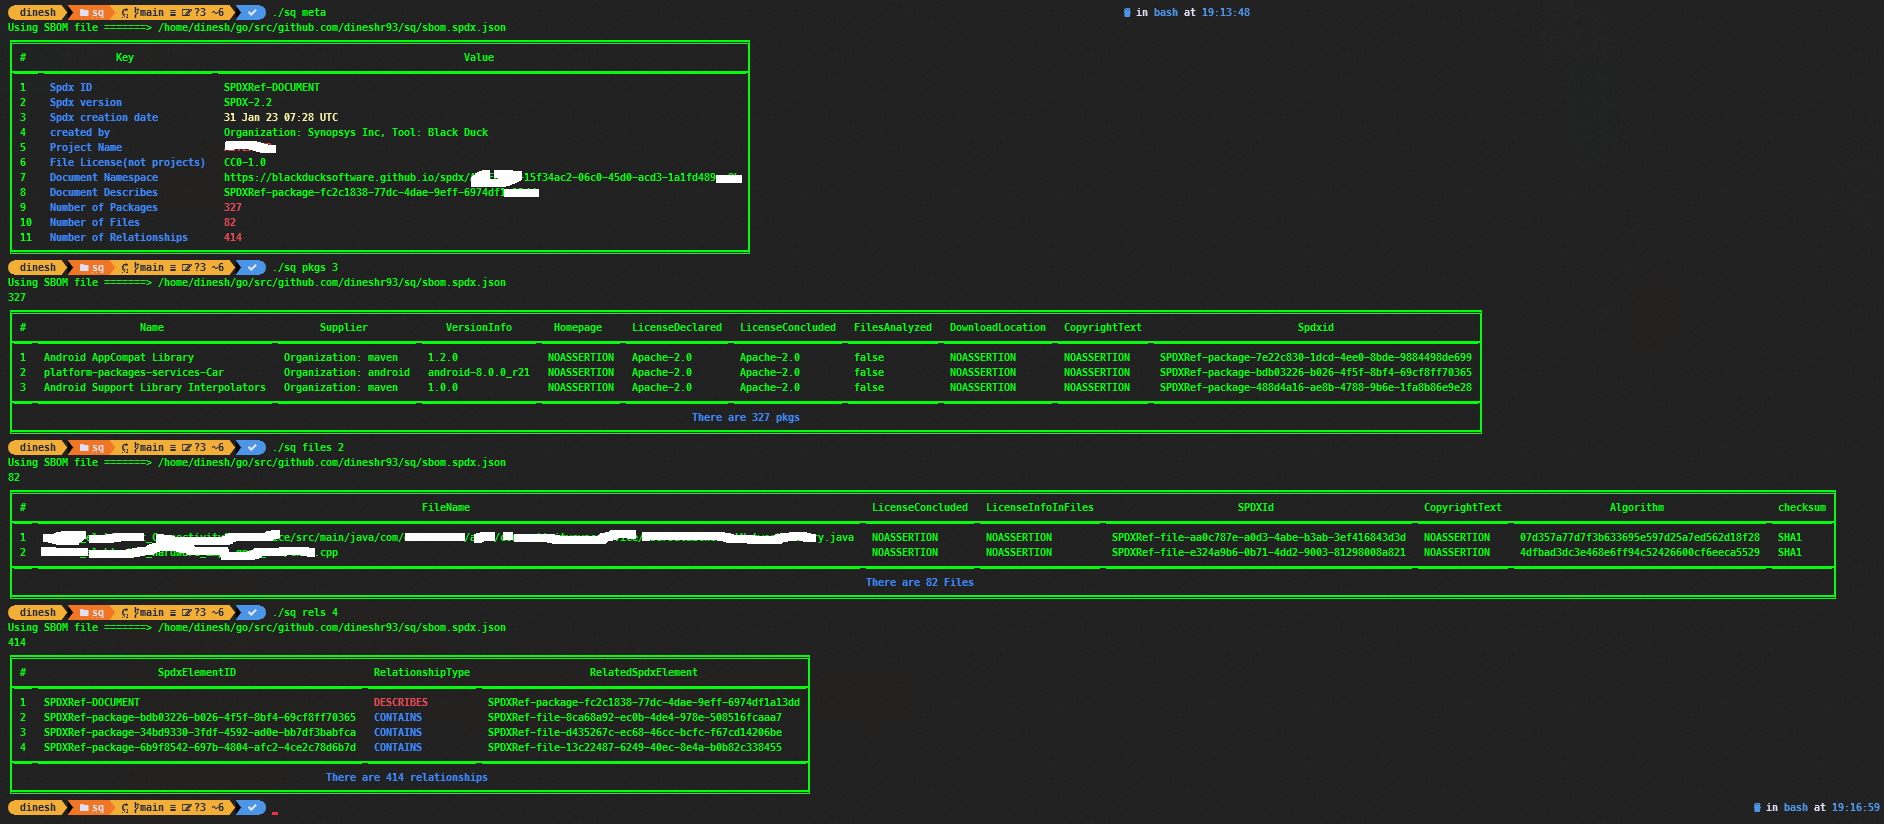 dinesh sq main ≡ ?3 ~6 ./sq meta in bash at 19:13:48
Using SBOM file =======> /home/dinesh/go/src/github.com/dineshr93/sq/sbom.spdx.json
# Key Value
1 Spdx ID SPDXRef-DOCUMENT
2 Spdx version SPDX-2.2
3 Spdx creation date 31 Jan 23 07:28 UTC
4 created by Organization: Synopsys Inc, Tool: Black Duck
5 Project Name
6 File License(not projects) CC0-1.0
7 Document Namespace https://blackducksoftware.github.io/spdx/ -15f34ac2-06c0-45d0-acd3-1a1fd489
8 Document Describes SPDXRef-package-fc2c1838-77dc-4dae-9eff-6974df1
9 Number of Packages 327
10 Number of Files 82
11 Number of Relationships 414
dinesh sq main ≡ ?3 ~6 ./sq pkgs 3
Using SBOM file =======> /home/dinesh/go/src/github.com/dineshr93/sq/sbom.spdx.json
327
# Name Supplier VersionInfo Homepage LicenseDeclared LicenseConcluded FilesAnalyzed DownloadLocation CopyrightText Spdxid
1 Android AppCompat Library Organization: maven 1.2.0 NOASSERTION Apache-2.0 Apache-2.0 false NOASSERTION NOASSERTION SPDXRef-package-7e22c830-1dcd-4ee0-8bde-9884498de699
2 platform-packages-services-Car Organization: android android-8.0.0_r21 NOASSERTION Apache-2.0 Apache-2.0 false NOASSERTION NOASSERTION SPDXRef-package-bdb03226-b026-4f5f-8bf4-69cf8ff70365
3 Android Support Library Interpolators Organization: maven 1.0.0 NOASSERTION Apache-2.0 Apache-2.0 false NOASSERTION NOASSERTION SPDXRef-package-488d4a16-ae8b-4788-9b6e-1fa8b86e9e28
There are 327 pkgs
dinesh sq main ≡ ?3 ~6 ./sq files 2
Using SBOM file =======> /home/dinesh/go/src/github.com/dineshr93/sq/sbom.spdx.json
82
# FileName LicenseConcluded LicenseInfoInFiles SPDXId CopyrightText Algorithm checksum
1 ce/src/main/java/com/ y.java NOASSERTION NOASSERTION SPDXRef-file-aa0c787e-a0d3-4abe-b3ab-3ef416843d3d NOASSERTION 07d357a77d7f3b633695e597d25a7ed562d18f28 SHA1
2 .cpp NOASSERTION NOASSERTION SPDXRef-file-e324a9b6-0b71-4dd2-9003-81298008a821 NOASSERTION 4dfbad3dc3e468e6ff94c52426600cf6eeca5529 SHA1
There are 82 Files
dinesh sq main ≡ ?3 ~6 ./sq rels 4
Using SBOM file =======> /home/dinesh/go/src/github.com/dineshr93/sq/sbom.spdx.json
414
# SpdxElementID RelationshipType RelatedSpdxElement
1 SPDXRef-DOCUMENT DESCRIBES SPDXRef-package-fc2c1838-77dc-4dae-9eff-6974df1a13dd
2 SPDXRef-package-bdb03226-b026-4f5f-8bf4-69cf8ff70365 CONTAINS SPDXRef-file-8ca68a92-ec0b-4de4-978e-508516fcaaa7
3 SPDXRef-package-34bd9330-3fdf-4592-ad0e-bb7df3babfca CONTAINS SPDXRef-file-d435267c-ec68-46cc-bcfc-f67cd14206be
4 SPDXRef-package-6b9f8542-697b-4804-afc2-4ce2c78d6b7d CONTAINS SPDXRef-file-13c22487-6249-40ec-8e4a-b0b82c338455
There are 414 relationships
dinesh sq main ≡ ?3 ~6 in bash at 19:16:59